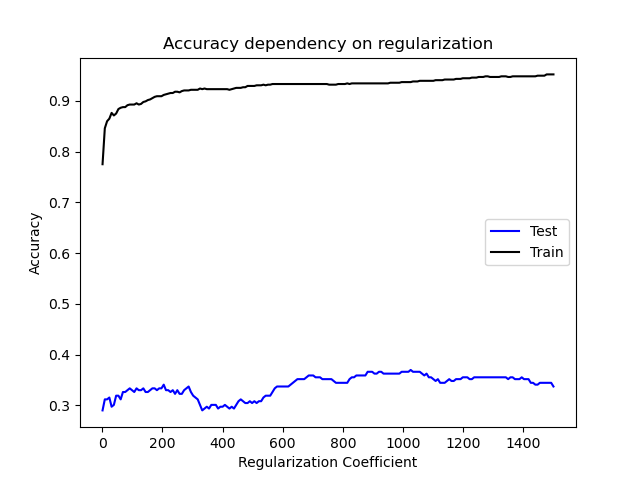 Accuracy dependency on regularization
Accuracy
0.9
0.8
0.7
0.6
0.5
0.4
0.3
Test
Train
0 200 400 600 800 1000 1200 1400
Regularization Coefficient